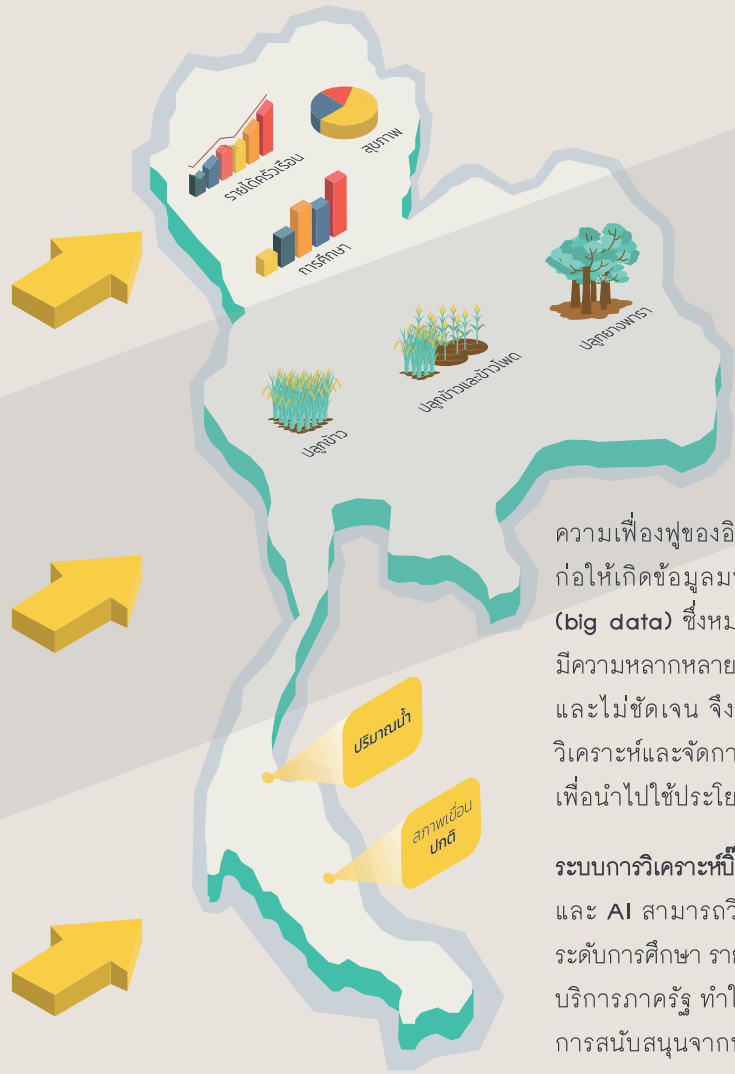 รายได้ครัวเรือน
สุขภาพ
การศึกษา
ปลูกข้าว
ปลูกข้าวและข้าวโพด
ปลูกยางพารา
ปริมาณน้ำ
สภาพเขื่อน
ปกติ
ความเฟื่องฟูของอิ
ก่อให้เกิดข้อมูลม
(big data) ซึ่งหม
มีความหลากหลาย
และไม่ชัดเจน จึง
วิเคราะห์และจัดกา
เพื่อนำไปใช้ประโย
ระบบการวิเคราะห์บิ๊
และ AI สามารถวิ
ระดับการศึกษา ราย
บริการภาครัฐ ทำใ
การสนับสนุนจาก